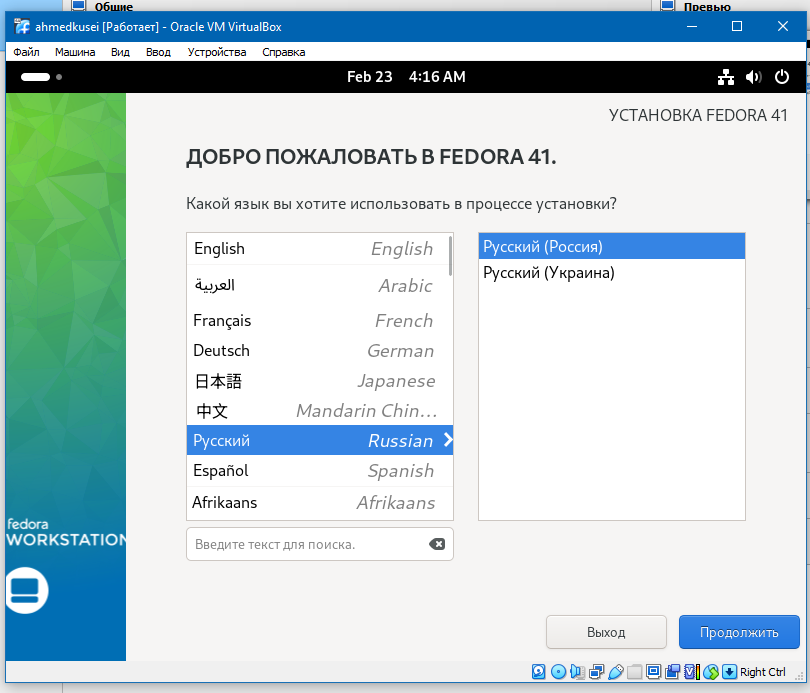 Общие
Превью
ahmedkusei [Работает] - Oracle VM VirtualBox
Файл Машина Вид Ввод Устройства Справка
Feb 23 4:16 AM
УСТАНОВКА FEDORA 41
ДОБРО ПОЖАЛОВАТЬ В FEDORA 41.
Какой язык вы хотите использовать в процессе установки?
English English
العربية Arabic
Français French
Deutsch German
日本語 Japanese
中文 Mandarin Chin...
Русский Russian
Español Spanish
Afrikaans Afrikaans
Русский (Россия)
Русский (Украина)
Введите текст для поиска.
fedora
WORKSTATION
Выход Продолжить
Right Ctrl